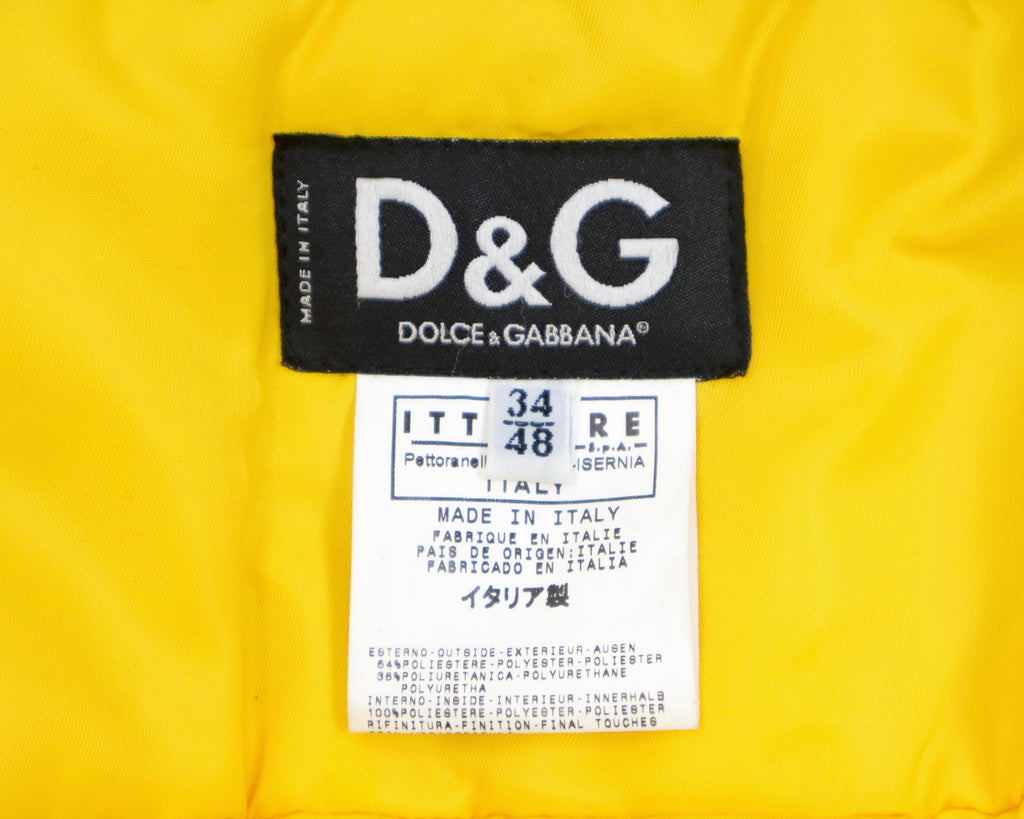 MADE IN ITALY
D&G
DOLCE & GABBANA®
34
48
ITT RE
S.p.A.
Pettoranel ISERNIA
ITALY
MADE IN ITALY
FABRIQUE EN ITALIE
PAIS DE ORIGEN:ITALIE
FABRICADO EN ITALIA
イタリア製
ESTERNO-OUTSIDE-EXTERIEUR-AUSEN
64%POLIESTERE-POLYESTER-POLIESTER
36%POLIURETANICA-POLYURETHANE
POLYURETHA
INTERNO-INSIDE-INTERIEUR-INNERHALB
100%POLIESTERE-POLYESTER-POLIESTER
RIFINITURA-FINITION-FINAL TOUCHES